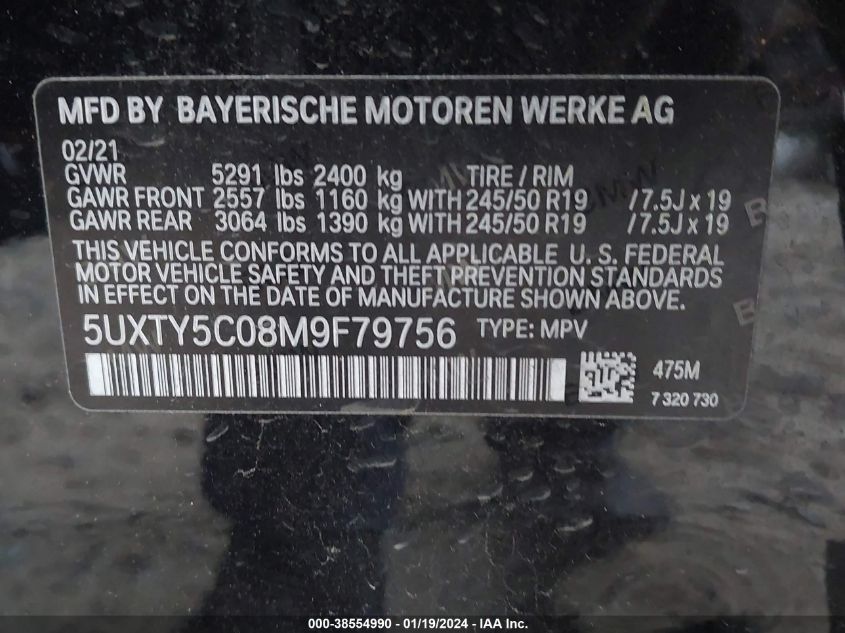 MFD BY BAYERISCHE MOTOREN WERKE AG
02/21
GVWR 5291 lbs 2400 kg TIRE / RIM
GAWR FRONT 2557 lbs 1160 kg WITH 245/50 R19 / 7.5J x 19
GAWR REAR 3064 lbs 1390 kg WITH 245/50 R19 / 7.5J x 19
THIS VEHICLE CONFORMS TO ALL APPLICABLE U. S. FEDERAL
MOTOR VEHICLE SAFETY AND THEFT PREVENTION STANDARDS
IN EFFECT ON THE DATE OF MANUFACTURE SHOWN ABOVE.
5UXTY5C08M9F79756 TYPE: MPV
475M
7 320 730
000-38554990 - 01/19/2024 - IAA Inc.